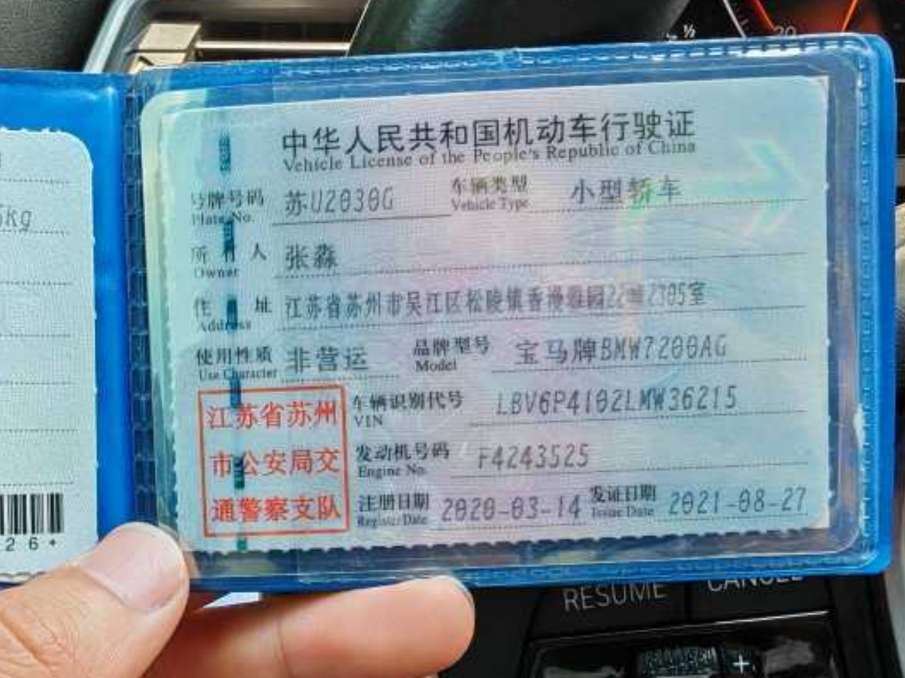 中华人民共和国机动车行驶证
Vehicle License of the People's Republic of China
号牌号码 苏U2030G 车辆类型 小型轿车
Plate No. Vehicle Type
所有人 张淼
Owner
住址 江苏省苏州市吴江区松陵镇香港雅园22幢2305室
Address
使用性质 非营运 品牌型号 宝马牌BMW7200AG
Use Character Model
江苏省苏州 车辆识别代号 LBV6P4102LMW36215
VIN
市公安局交 发动机号码 F4243525
Engine No.
通警察支队 注册日期 2020-03-14 发证日期 2021-08-27
Register Date Issue Date
kg
26*
RESUME CANCEL
+